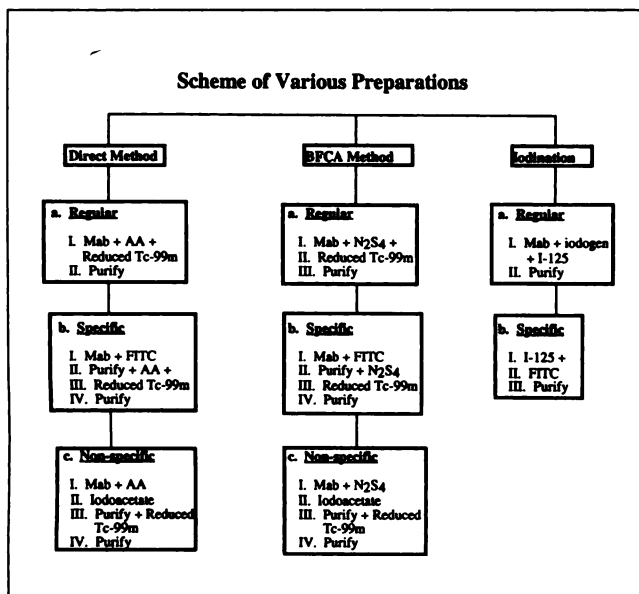 Scheme of Various Preparations
Direct Method
a. Regular
I. Mab + AA +
Reduced Tc-99m
II. Purify
b. Specific
I. Mab + FITC
II. Purify + AA +
III. Reduced Tc-99m
IV. Purify
c. Non-specific
I. Mab + AA
II. Iodoacetate
III. Purify + Reduced
Tc-99m
IV. Purify
BFCA Method
a. Regular
I. Mab + N2S4 +
II. Reduced Tc-99m
III. Purify
b. Specific
I. Mab + FITC
II. Purify + N2S4
III. Reduced Tc-99m
IV. Purify
c. Non-specific
I. Mab + N2S4
II. Iodoacetate
III. Purify + Reduced
Tc-99m
IV. Purify
Iodination
a. Regular
I. Mab + iodogen
+ I-125
II. Purify
b. Specific
I. I-125 +
II. FITC
III. Purify